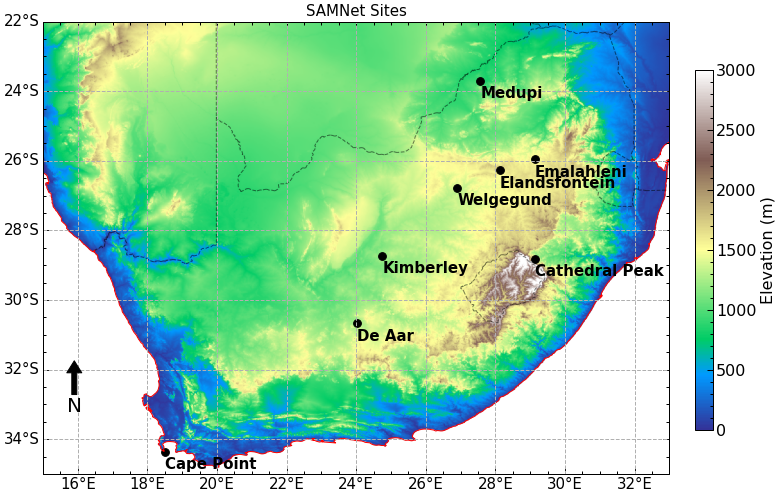 SAMNet Sites
22°S
24°S
26°S
28°S
30°S
32°S
34°S
Medupi
Emalahleni
Elandsfontein
Welgegund
Kimberley
Cathedral Peak
De Aar
Cape Point
N
16°E
18°E
20°E
22°E
24°E
26°E
28°E
30°E
32°E
3000
2500
2000
1500
1000
500
0
Elevation (m)